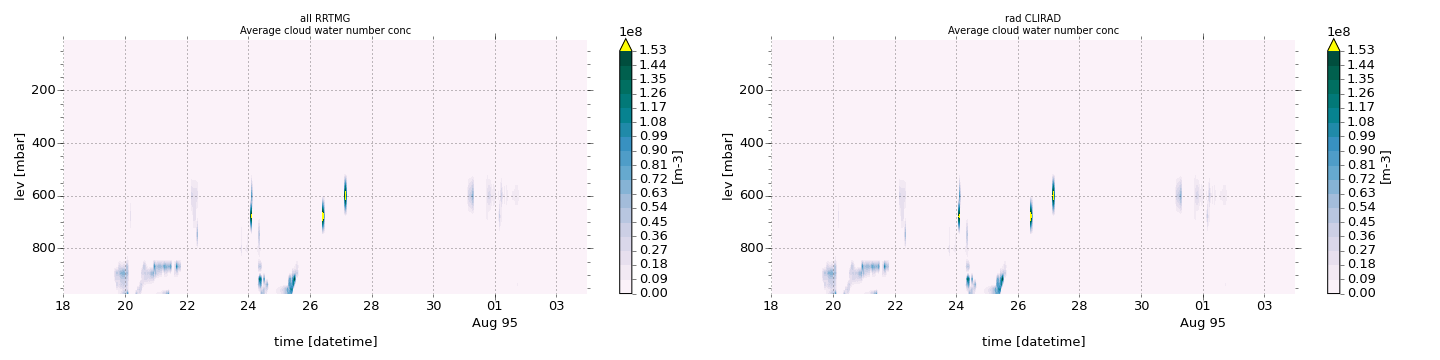 all RRTMG
Average cloud water number conc
lev [mbar]
200
400
600
800
18 20 22 24 26 28 30 01 03
Aug 95
time [datetime]
1e8
1.53
1.44
1.35
1.26
1.17
1.08
0.99
0.81
0.72
0.63
0.54
0.45
0.36
0.27
0.18
0.09
0.00
[m-3]
rad CLIRAD
Average cloud water number conc
lev [mbar]
200
400
600
800
18 20 22 24 26 28 30 01 03
Aug 95
time [datetime]
1e8
1.53
1.44
1.35
1.26
1.17
1.08
0.99
0.81
0.72
0.63
0.54
0.45
0.36
0.27
0.18
0.09
0.00
[m-3]